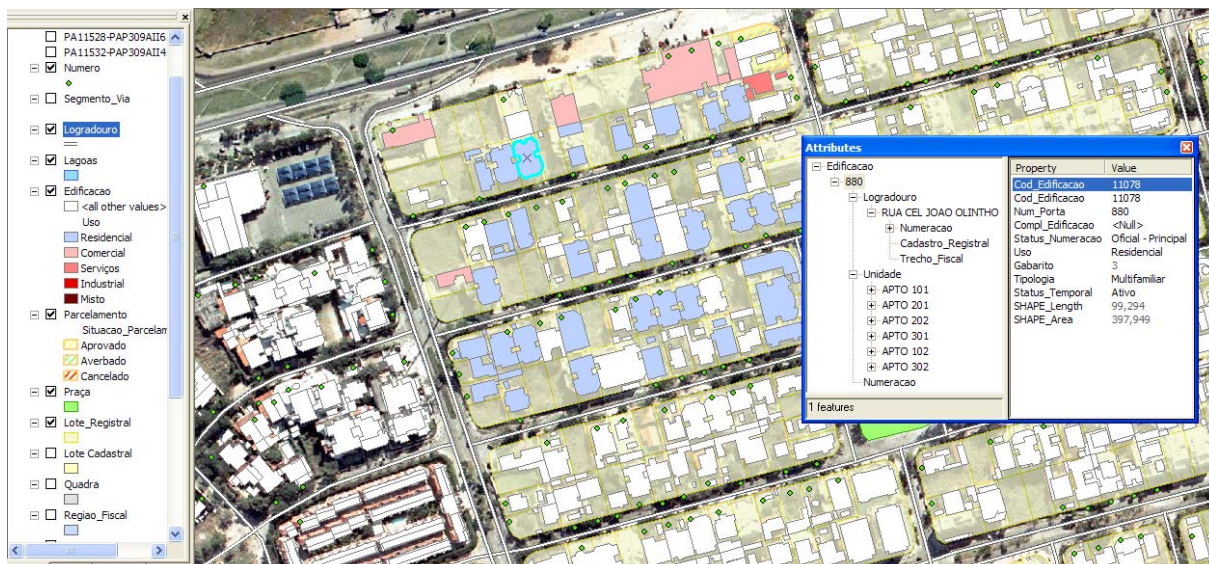 PA11528-PAP309AII6
PA11532-PAP309AII4
Numero
Segmento_Via
Logradouro
Lagoas
Edificacao
<all other values>
Uso
Residencial
Comercial
Serviços
Industrial
Misto
Parcelamento
Situacao_Parcelam
Aprovado
Averbado
Cancelado
Praça
Lote_Registral
Lote Cadastral
Quadra
Regiao_Fiscal
Attributes
Edificacao
880
Logradouro
RUA CEL JOAO OLINTHO
Numeracao
Cadastro_Registral
Trecho_Fiscal
Unidade
APTO 101
APTO 201
APTO 202
APTO 301
APTO 102
APTO 302
Numeracao
1 features
Property Value
Cod_Edificacao 11078
Cod_Edificacao 11078
Num_Porta 880
Compl_Edificacao <Null>
Status_Numeracao Oficial - Principal
Uso Residencial
Gabarito 3
Tipologia Multifamiliar
Status_Temporal Ativo
SHAPE_Length 99,294
SHAPE_Area 397,949